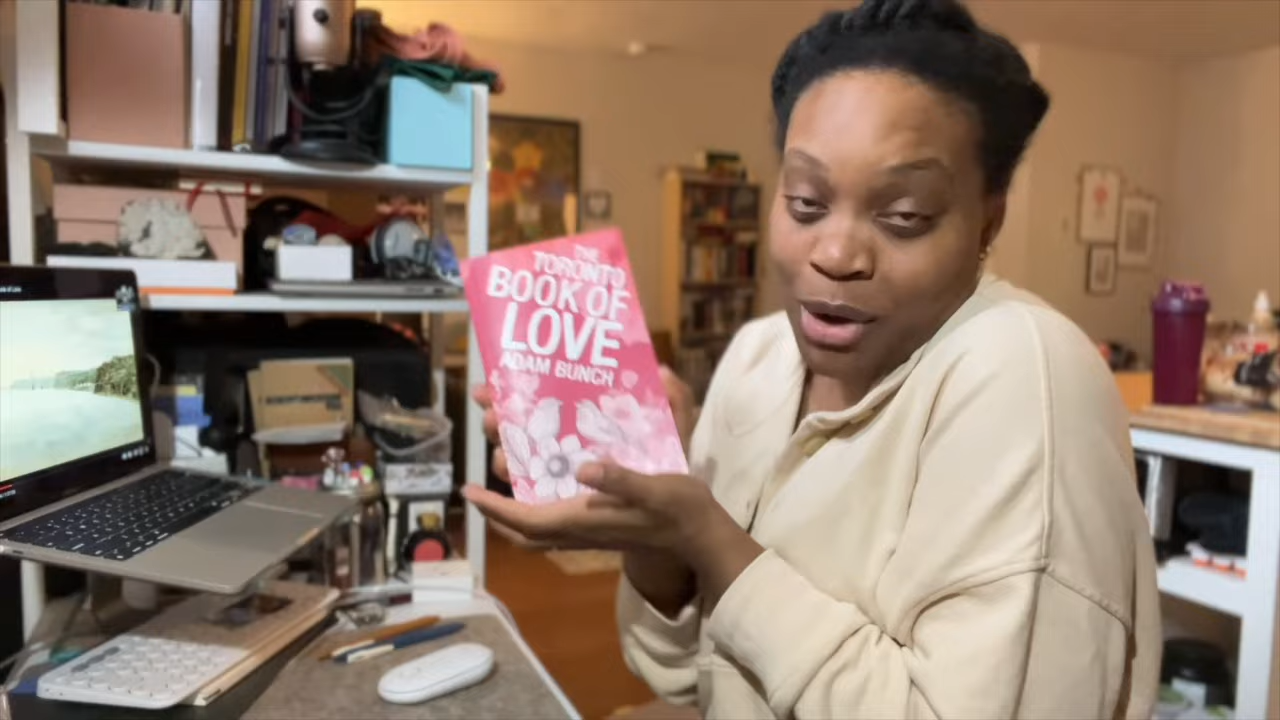 THE
TORONTO
BOOK OF
LOVE
ADAM BUNCH